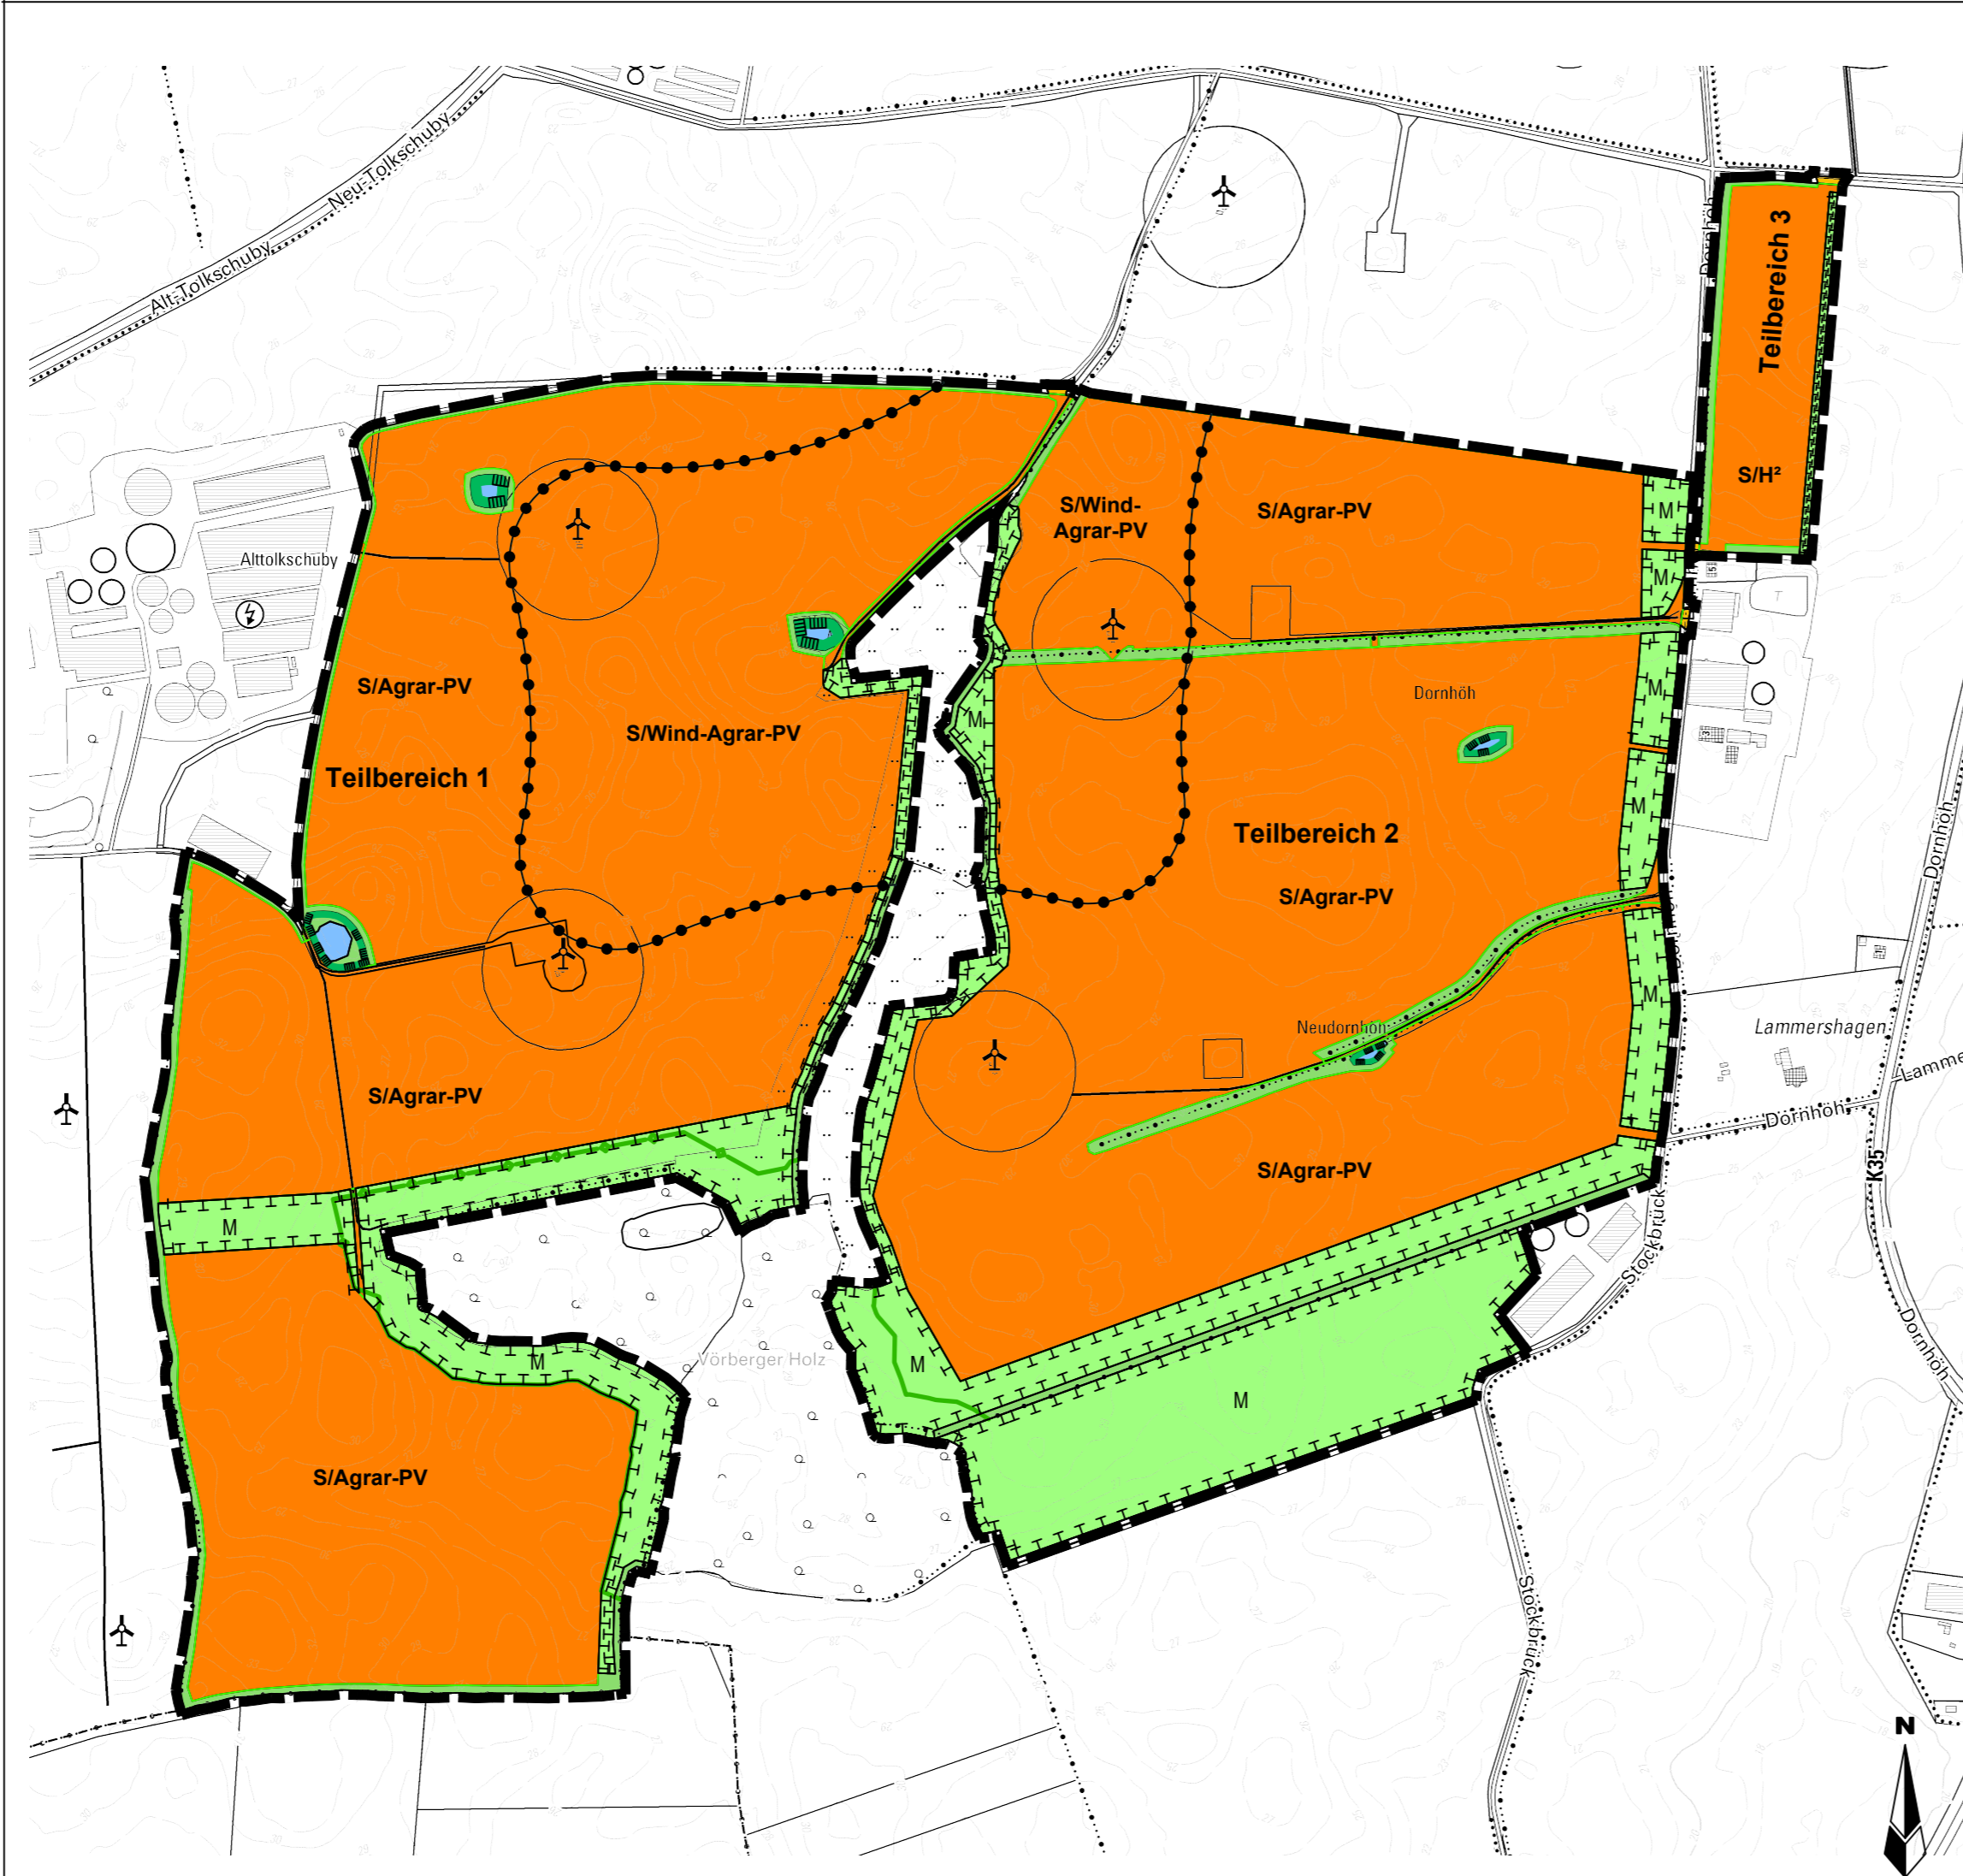 Neu-Tolkschuby
Alt-Tolkschuby
Dornhöh
Teilbereich 3
S/H²
S/Wind-
Agrar-PV
S/Agrar-PV
M
M
Alttolkschuby
S/Agrar-PV
S/Wind-Agrar-PV
Teilbereich 1
M
Dornhöh
M
M
Teilbereich 2
S/Agrar-PV
Dornhöh
M
Neudornhöh
Lammershagen
Lamme
Dornhöh
K35
S/Agrar-PV
S/Agrar-PV
M
Stockbrück
Dornhöh
M
Vörberger Holz
M
M
S/Agrar-PV
Stockbrück
N